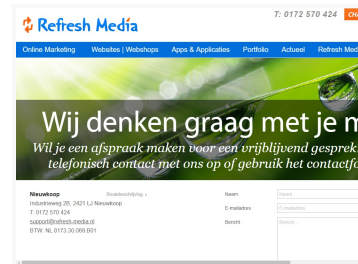 Refresh Media
T: 0172 570 424
Online Marketing Websites | Webshops Apps & Applicaties Portfolio Actueel Refresh Med
Wij denken graag met je m
Wil je een afspraak maken voor een vrijblijvend gesprek
telefonisch contact met ons op of gebruik het contactfo
Nieuwkoop Routebeschrijving »
Industrieweg 2B, 2421 LJ Nieuwkoop
T: 0172 570 424
support@refresh-media.nl
BTW: NL 8173.30.069.B01
Naam Naam
E-mailadres E-mailadres
Bericht Bericht